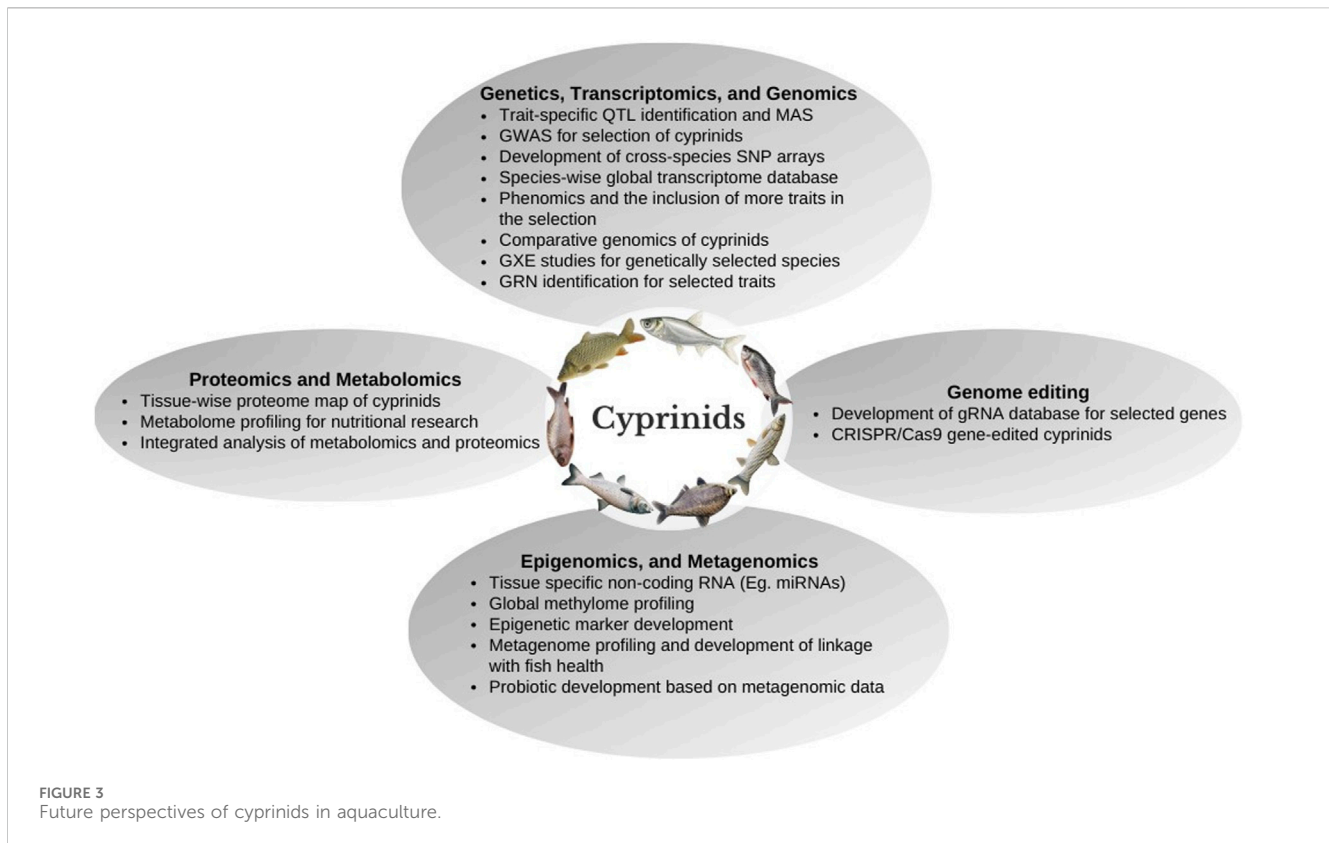 Genetics, Transcriptomics, and Genomics
• Trait-specific QTL identification and MAS
• GWAS for selection of cyprinids
• Development of cross-species SNP arrays
• Species-wise global transcriptome database
• Phenomics and the inclusion of more traits in
the selection
• Comparative genomics of cyprinids
• GXE studies for genetically selected species
• GRN identification for selected traits
Proteomics and Metabolomics
• Tissue-wise proteome map of cyprinids
• Metabolome profiling for nutritional research
• Integrated analysis of metabolomics and proteomics
Cyprinids
Genome editing
• Development of gRNA database for selected genes
• CRISPR/Cas9 gene-edited cyprinids
Epigenomics, and Metagenomics
• Tissue specific non-coding RNA (Eg. miRNAs)
• Global methylome profiling
• Epigenetic marker development
• Metagenome profiling and development of linkage
with fish health
• Probiotic development based on metagenomic data
FIGURE 3
Future perspectives of cyprinids in aquaculture.